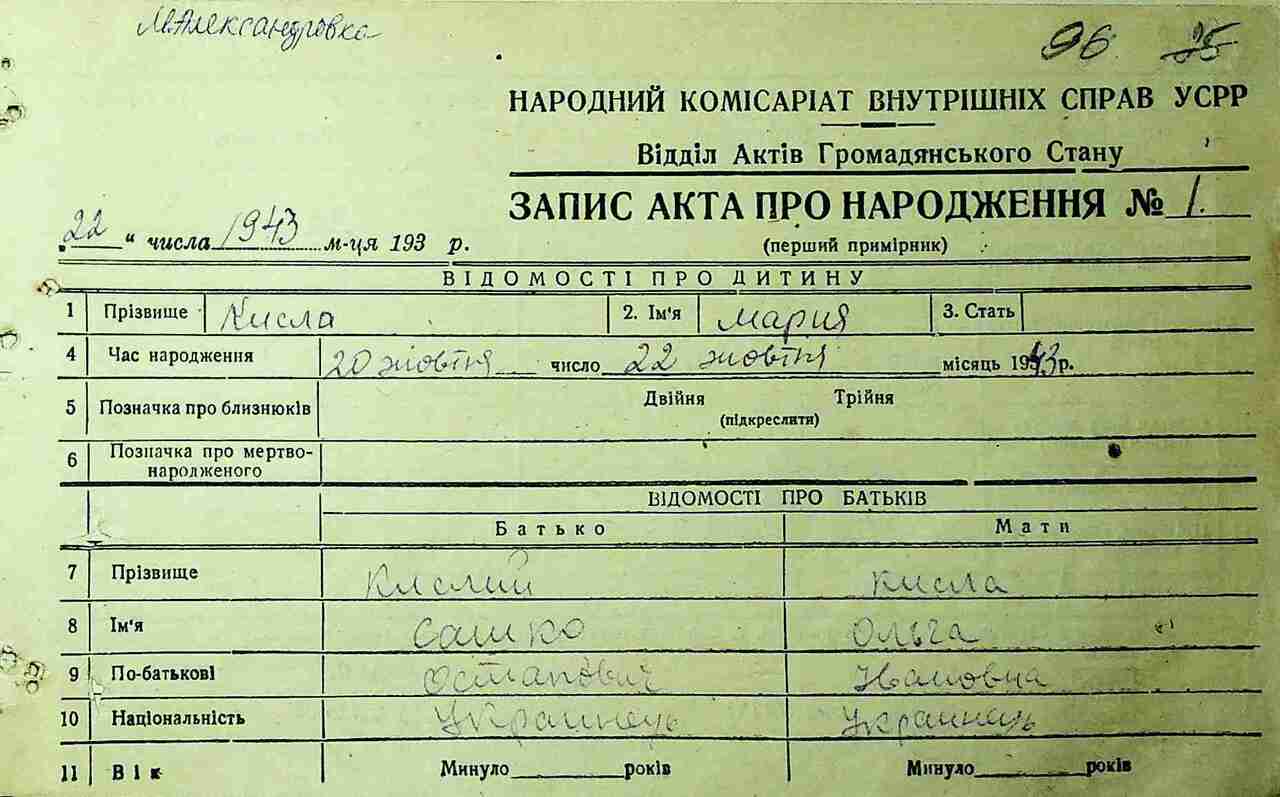 М Александровка
96 25
НАРОДНИЙ КОМІСАРІАТ ВНУТРІШНІХ СПРАВ УСРР
Відділ Актів Громадянського Стану
ЗАПИС АКТА ПРО НАРОДЖЕННЯ № 1.
„22“ числа 1943 м-ця 193 р. (перший примірник)
ВІДОМОСТІ ПРО ДИТИНУ
1 Прізвище Кисла 2. Ім'я Мария 3. Стать
4 Час народження 20 жовтня число 22 жовтня місяць 1943 р.
5 Позначка про близнюків Двійня Трійня
(підкреслити)
6 Позначка про мертво-
народженого
ВІДОМОСТІ ПРО БАТЬКІВ
Батько Мати
7 Прізвище Кислий Кисла
8 Ім'я Сашко Ольга
9 По-батькові Остапович Ивановна
10 Національність Украинець Украинець
11 Вік Минуло років Минуло років